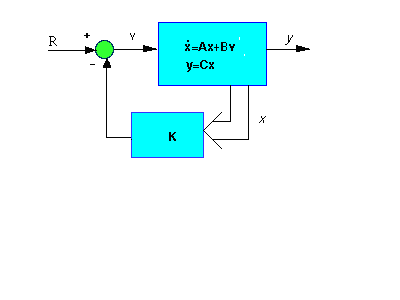 R
+
−
v
ẋ=Ax+Bv
y=Cx
y
x
K